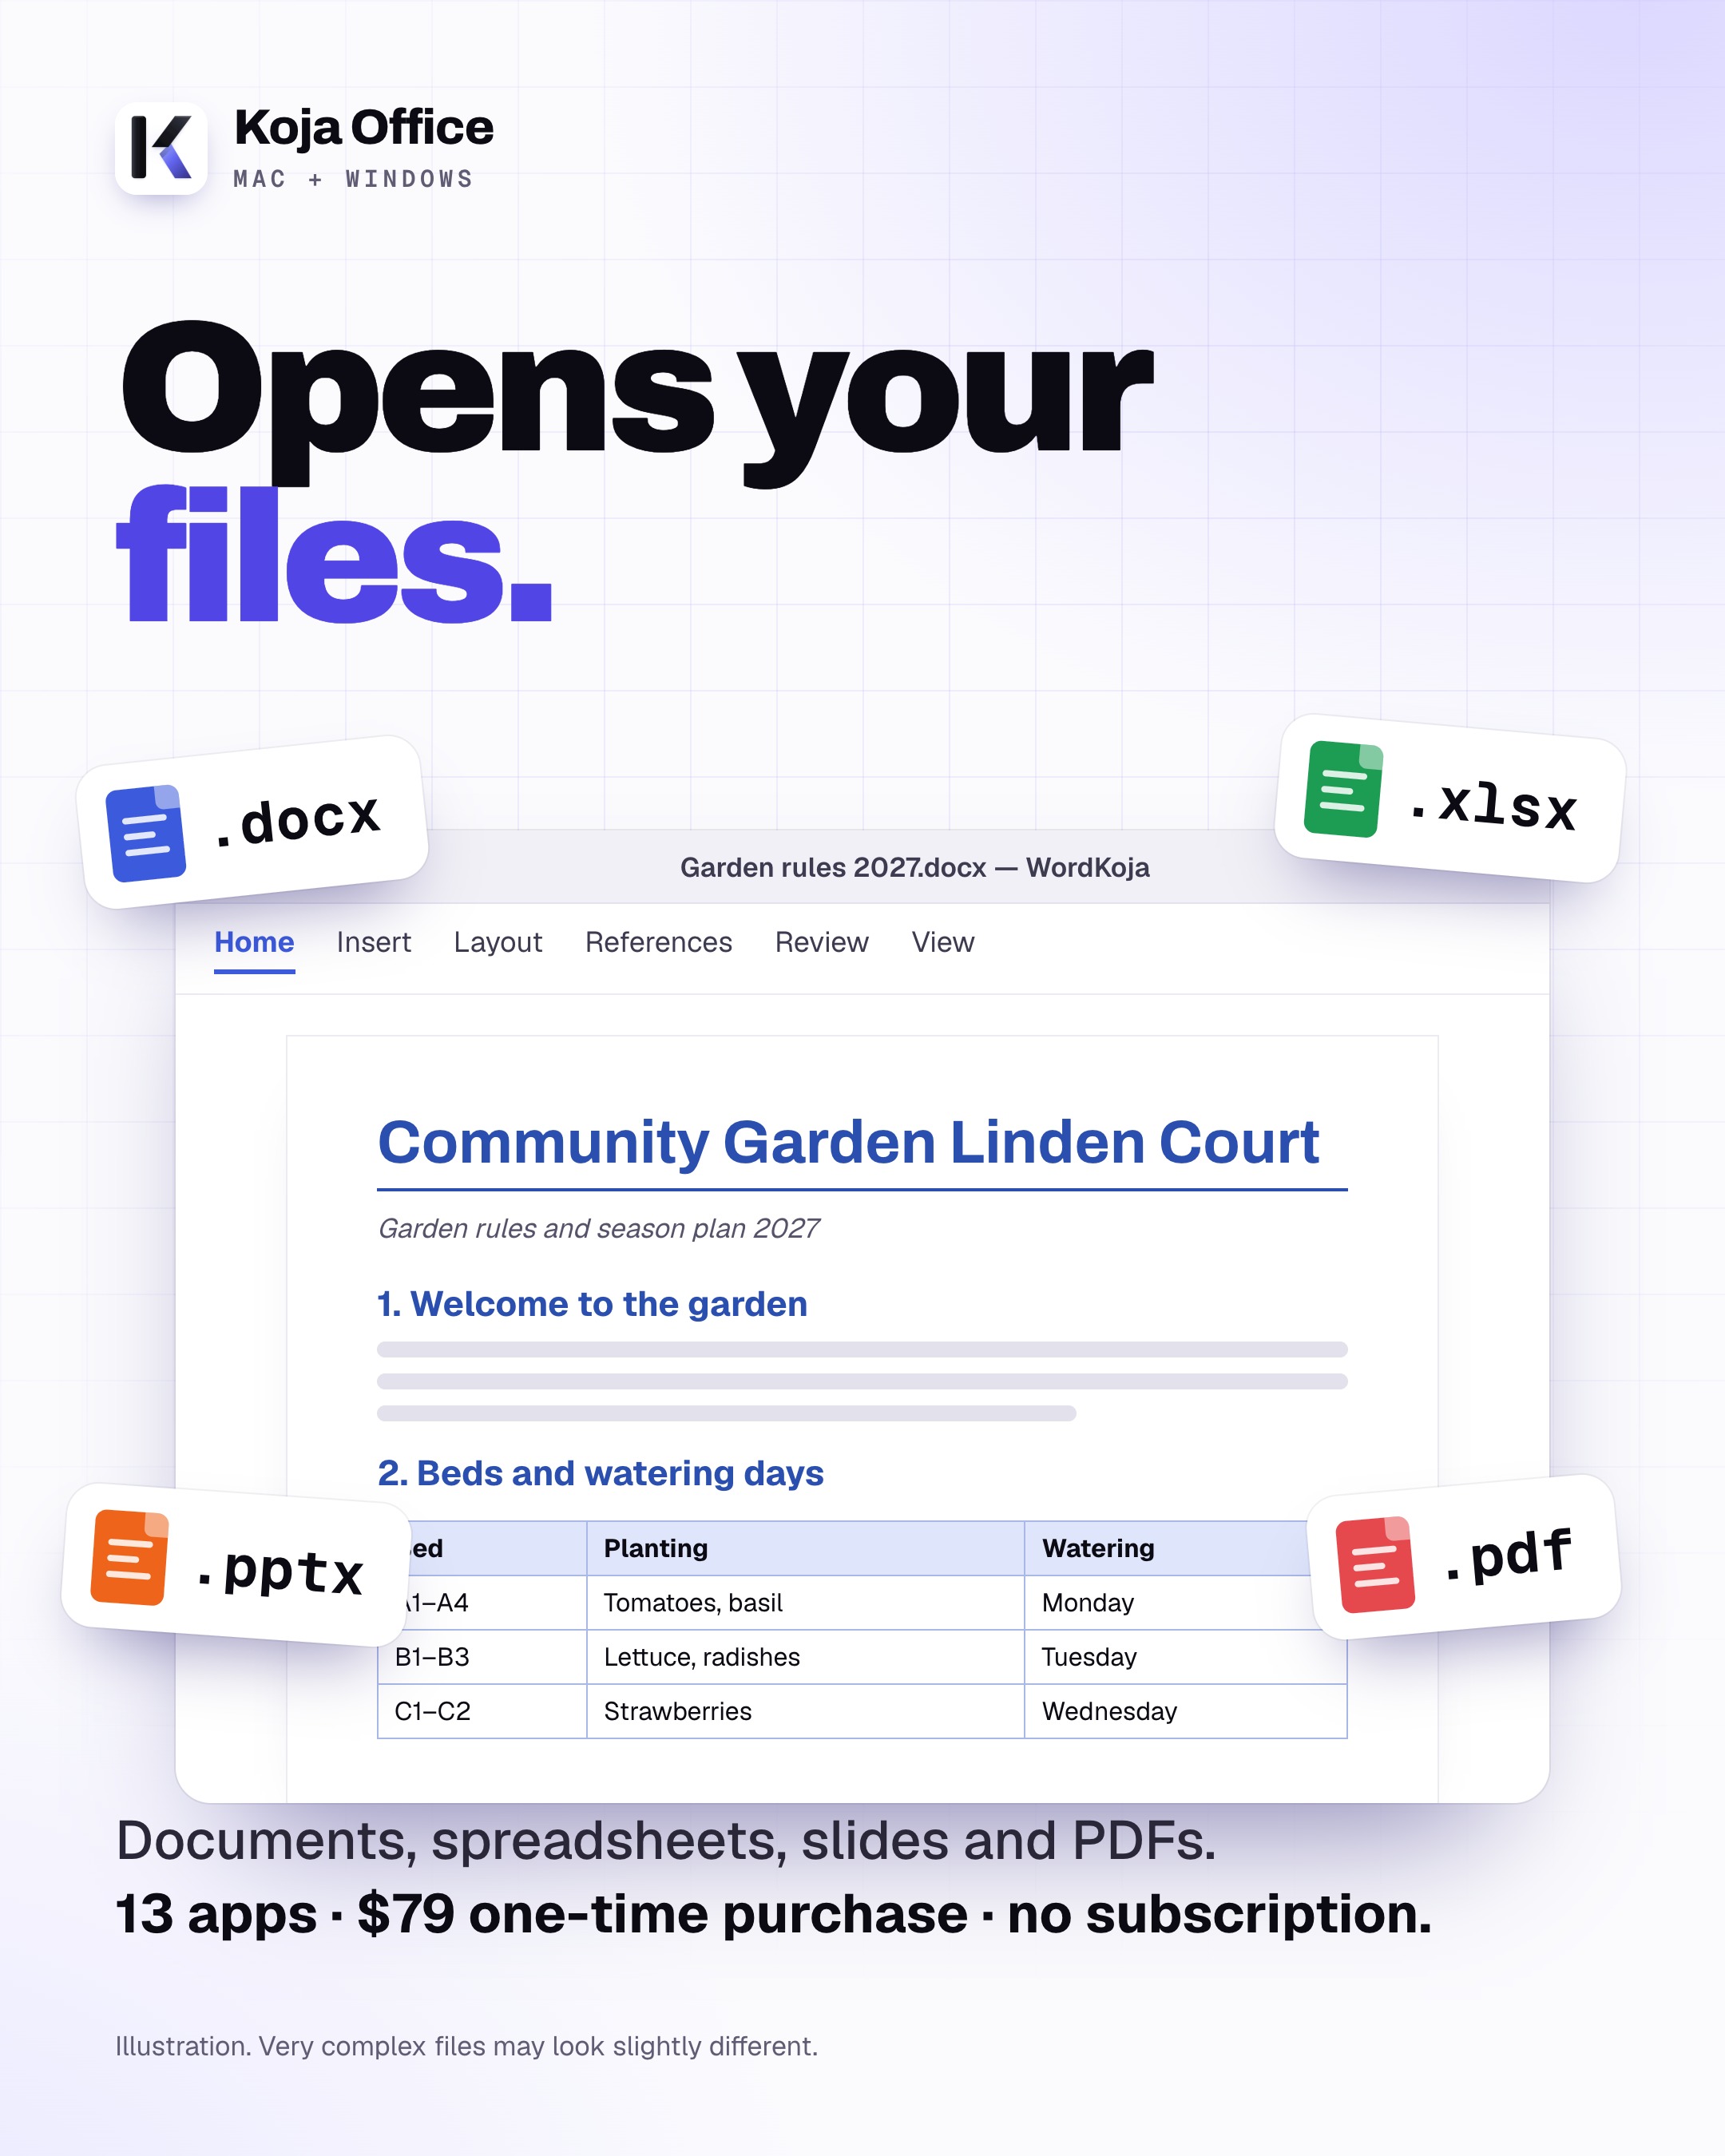 Koja Office
MAC + WINDOWS
Opens your
files.
.docx
.xlsx
Garden rules 2027.docx — WordKoja
Home Insert Layout References Review View
Community Garden Linden Court
Garden rules and season plan 2027
1. Welcome to the garden
2. Beds and watering days
.pptx
.pdf
Planting Watering
A1–A4 Tomatoes, basil Monday
B1–B3 Lettuce, radishes Tuesday
C1–C2 Strawberries Wednesday
Documents, spreadsheets, slides and PDFs.
13 apps · $79 one-time purchase · no subscription.
Illustration. Very complex files may look slightly different.